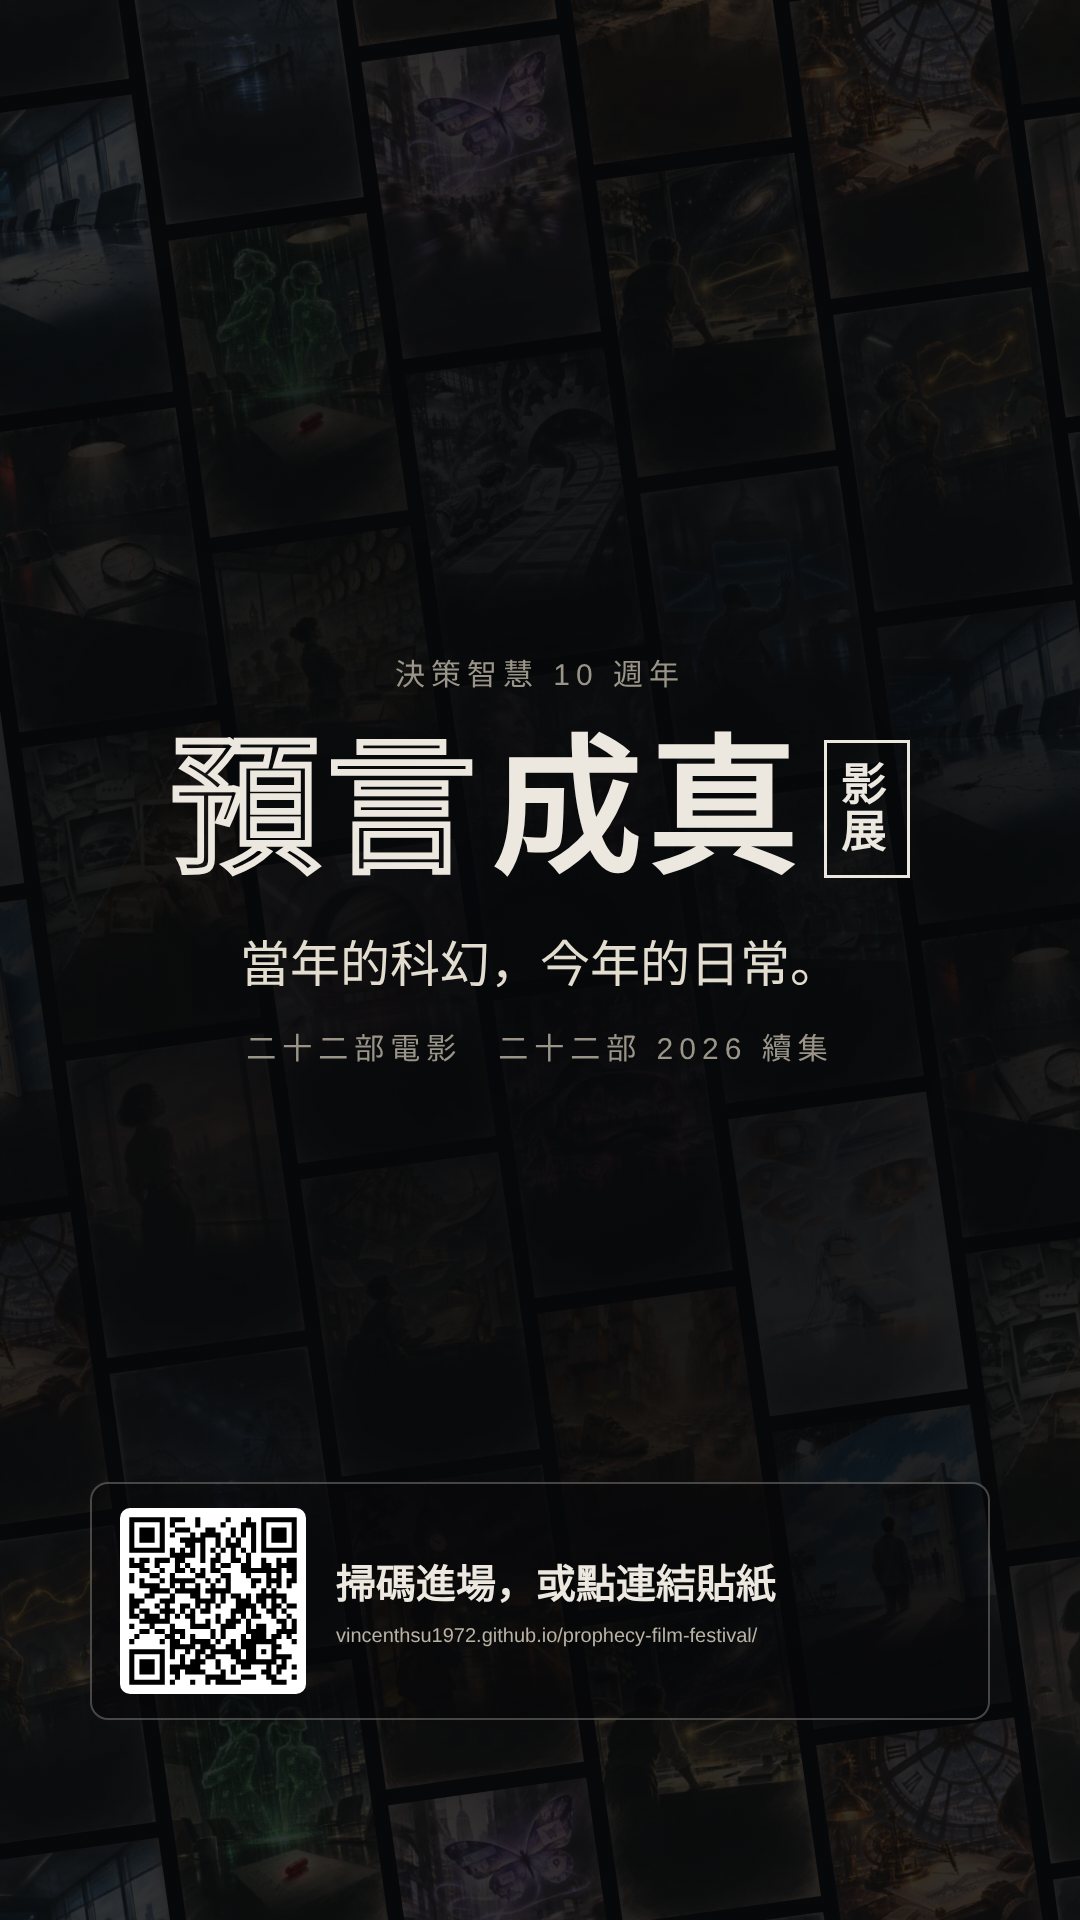 決策智慧 10 週年
預言成真 影展
當年的科幻，今年的日常。
二十二部電影　二十二部 2026 續集
掃碼進場，或點連結貼紙
vincenthsu1972.github.io/prophecy-film-festival/